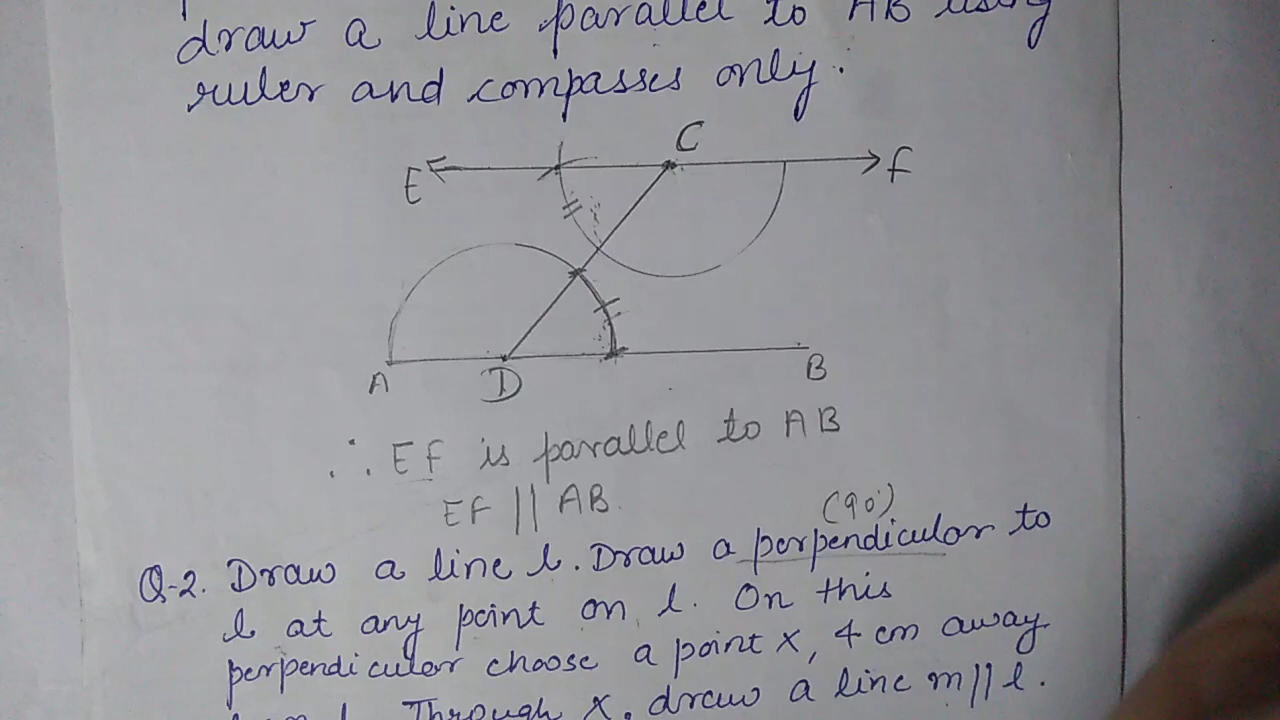 draw a line parallel to AB using
ruler and compasses only.
C
E
F
A
D
B
∴ EF is parallel to AB
EF || AB.
(90°)
Q-2. Draw a line l. Draw a perpendicular to
l at any point on l. On this
perpendicular choose a point X, 4 cm away
l. Through X, draw a line m || l.